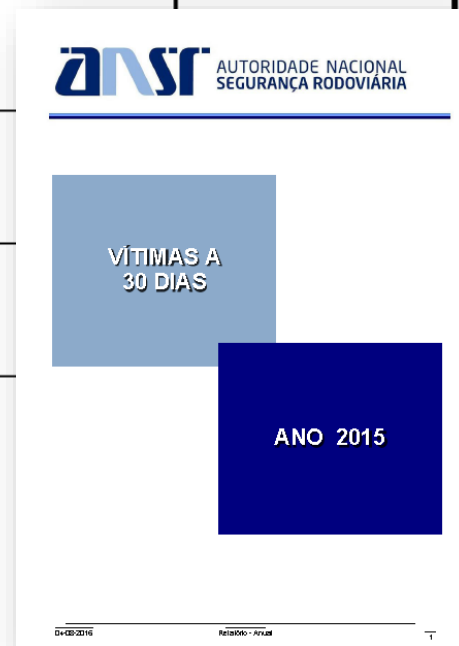 ansr AUTORIDADE NACIONAL
SEGURANÇA RODOVIÁRIA
VÍTIMAS A
30 DIAS
ANO 2015
Relatório - Anual
1